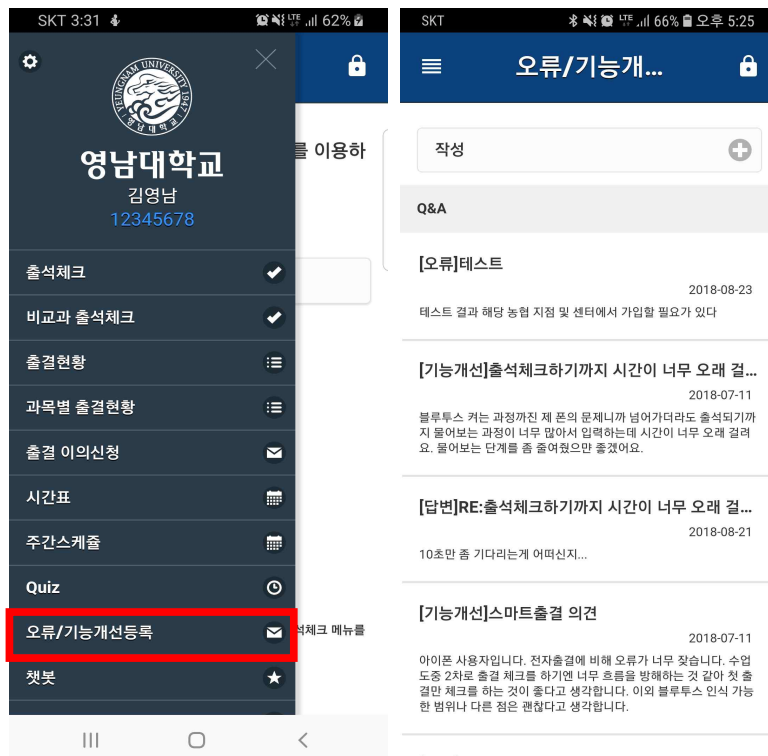 SKT 3:31 LTE 62%
YEUNGNAM UNIVERSITY 1947
영남대학교
영남대학교
김영남
12345678
출석체크
비교과 출석체크
출결현황
과목별 출결현황
출결 이의신청
시간표
주간스케쥴
Quiz
오류/기능개선등록
챗봇
를 이용하
석체크 메뉴를
SKT LTE 66% 오후 5:25
오류/기능개...
작성
Q&A
[오류]테스트
2018-08-23
테스트 결과 해당 농협 지점 및 센터에서 가입할 필요가 있다
[기능개선]출석체크하기까지 시간이 너무 오래 걸...
2018-07-11
블루투스 켜는 과정까진 제 폰의 문제니까 넘어가더라도 출석되기까
지 물어보는 과정이 너무 많아서 입력하는데 시간이 너무 오래 걸려
요. 물어보는 단계를 좀 줄여줬으먄 좋겠어요.
[답변]RE:출석체크하기까지 시간이 너무 오래 걸...
2018-08-21
10초만 좀 기다리는게 어떠신지...
[기능개선]스마트출결 의견
2018-07-11
아이폰 사용자입니다. 전자출결에 비해 오류가 너무 잦습니다. 수업
도중 2차로 출결 체크를 하기엔 너무 흐름을 방해하는 것 같아 첫 출
결만 체크를 하는 것이 좋다고 생각합니다. 이외 블루투스 인식 가능
한 범위나 다른 점은 괜찮다고 생각합니다.